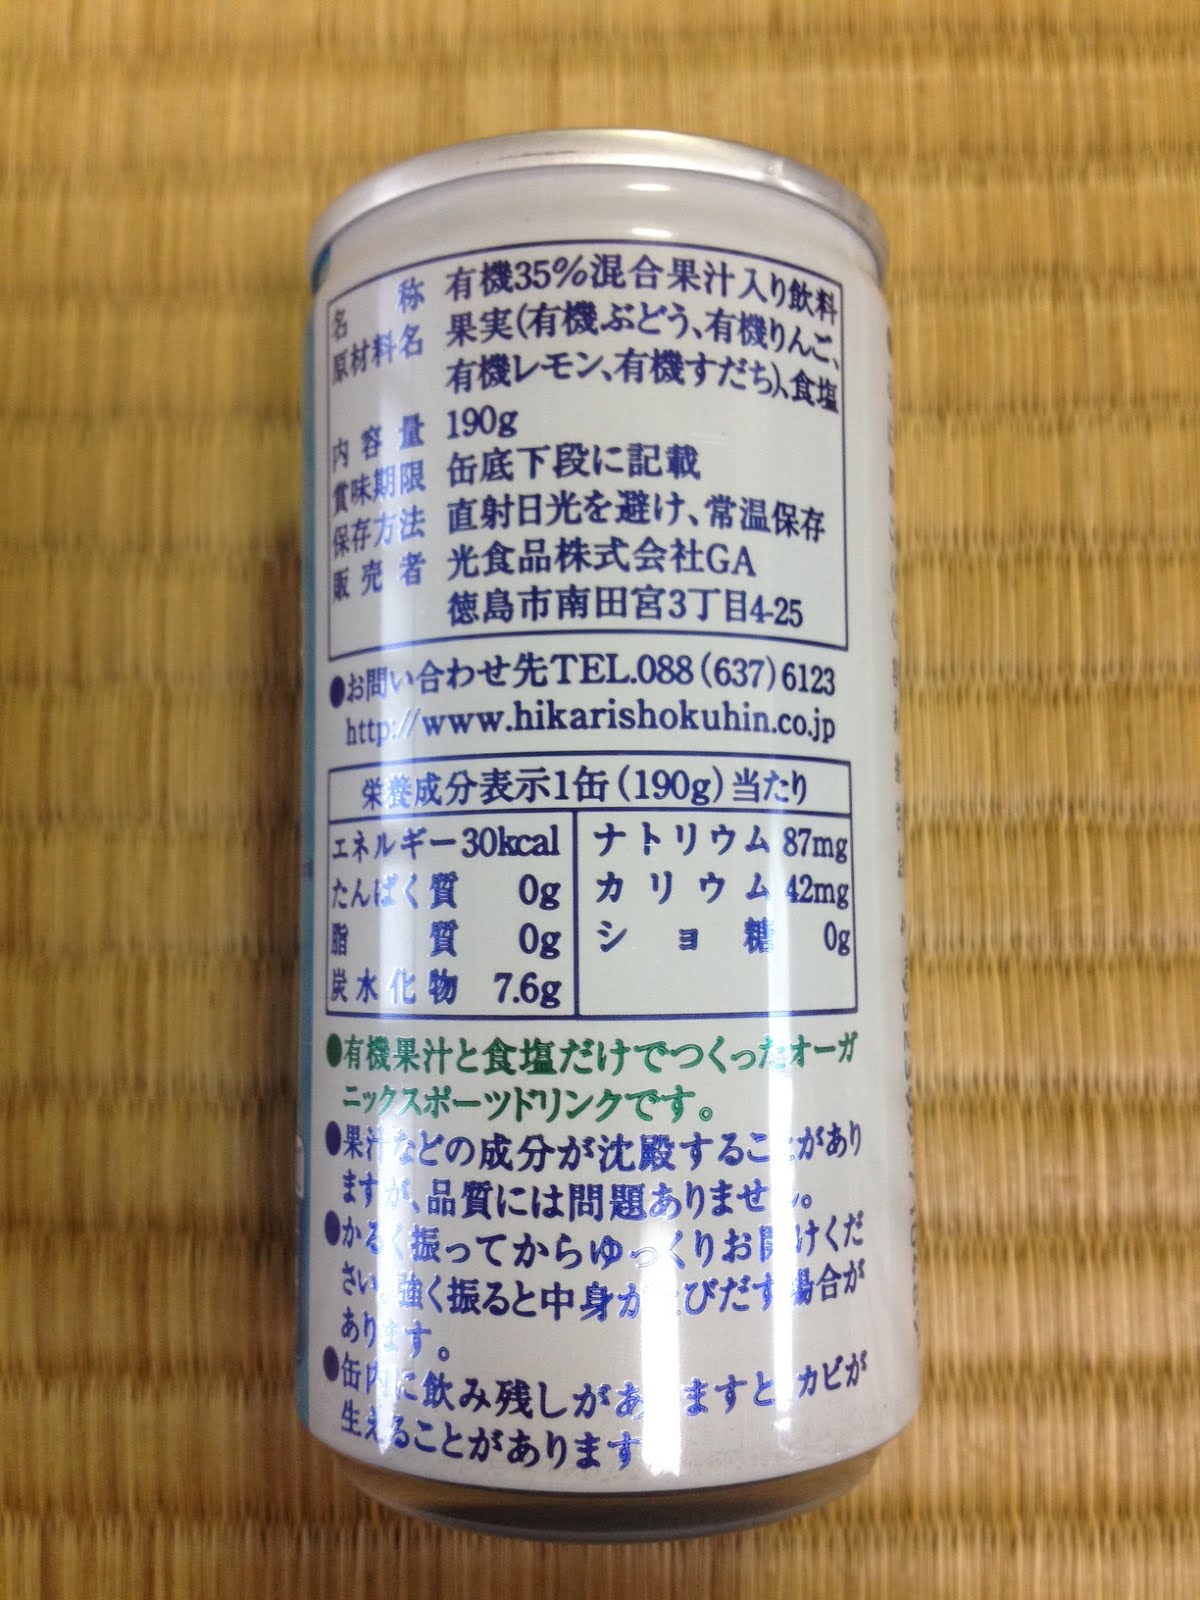 名称 有機35%混合果汁入り飲料
原材料名 果実(有機ぶどう、有機りんご、
有機レモン、有機すだち)、食塩
内容量 190g
賞味期限 缶底下段に記載
保存方法 直射日光を避け、常温保存
販売者 光食品株式会社GA
徳島市南田宮3丁目4-25
●お問い合わせ先TEL.088(637)6123
http://www.hikarishokuhin.co.jp
栄養成分表示1缶(190g)当たり
エネルギー 30kcal ナトリウム 87mg
たんぱく質 0g カリウム 42mg
脂質 0g ショ糖 0g
炭水化物 7.6g
●有機果汁と食塩だけでつくったオーガ
ニックスポーツドリンクです。
●果汁などの成分が沈殿することがあり
ますが、品質には問題ありません。
●かるく振ってからゆっくりお開けくだ
さい。強く振ると中身がとびだす場合が
あります。
●缶内に飲み残しがありますと、カビが
生えることがあります